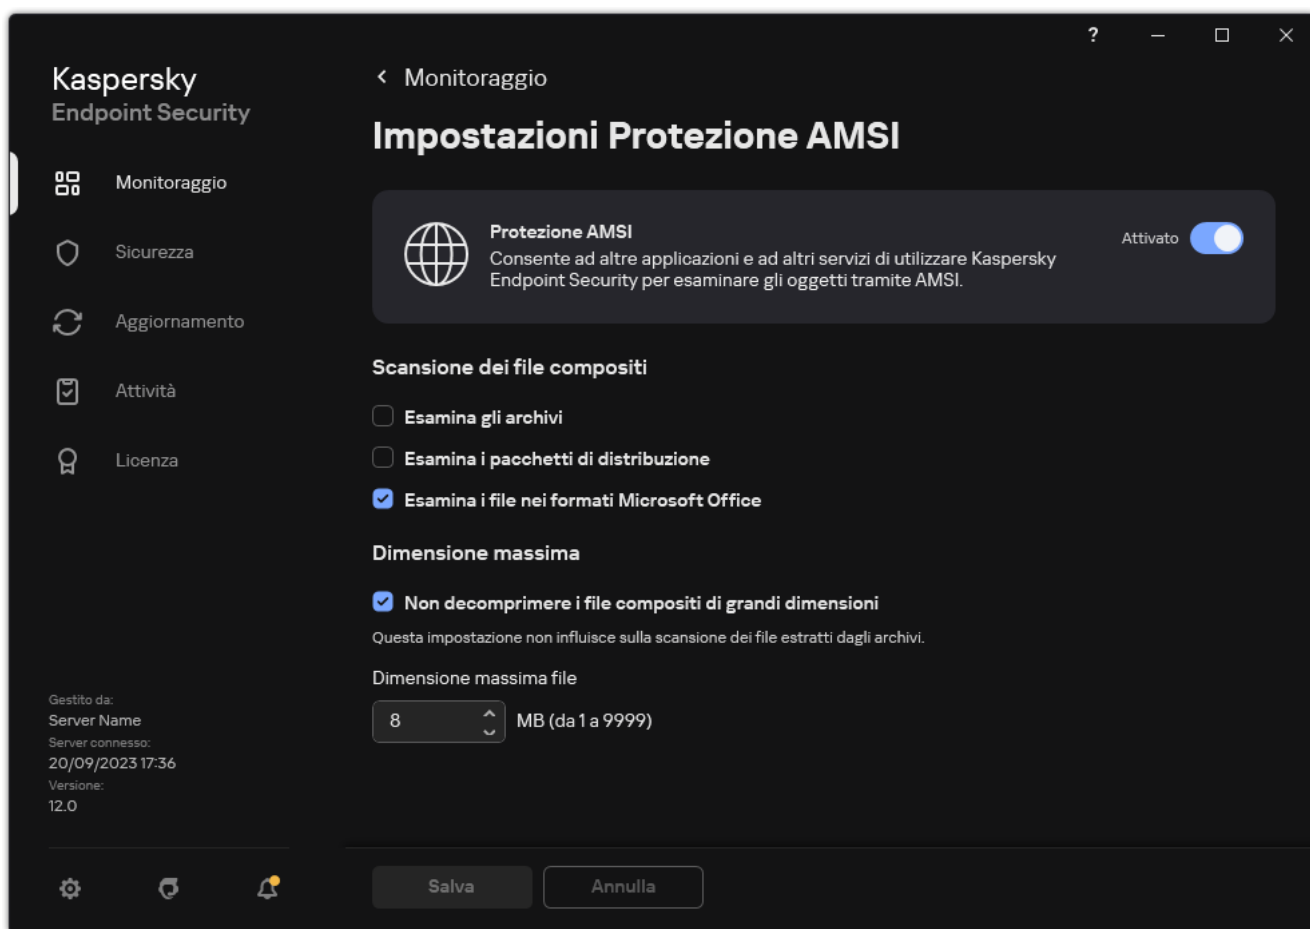 ?
Kaspersky
Endpoint Security
Monitoraggio
Sicurezza
Aggiornamento
Attività
Licenza
Gestito da:
Server Name
Server connesso:
20/09/2023 17:36
Versione:
12.0
Monitoraggio
Impostazioni Protezione AMSI
Protezione AMSI
Consente ad altre applicazioni e ad altri servizi di utilizzare Kaspersky
Endpoint Security per esaminare gli oggetti tramite AMSI.
Attivato
Scansione dei file compositi
Esamina gli archivi
Esamina i pacchetti di distribuzione
Esamina i file nei formati Microsoft Office
Dimensione massima
Non decomprimere i file compositi di grandi dimensioni
Questa impostazione non influisce sulla scansione dei file estratti dagli archivi.
Dimensione massima file
8 MB (da 1 a 9999)
Salva
Annulla